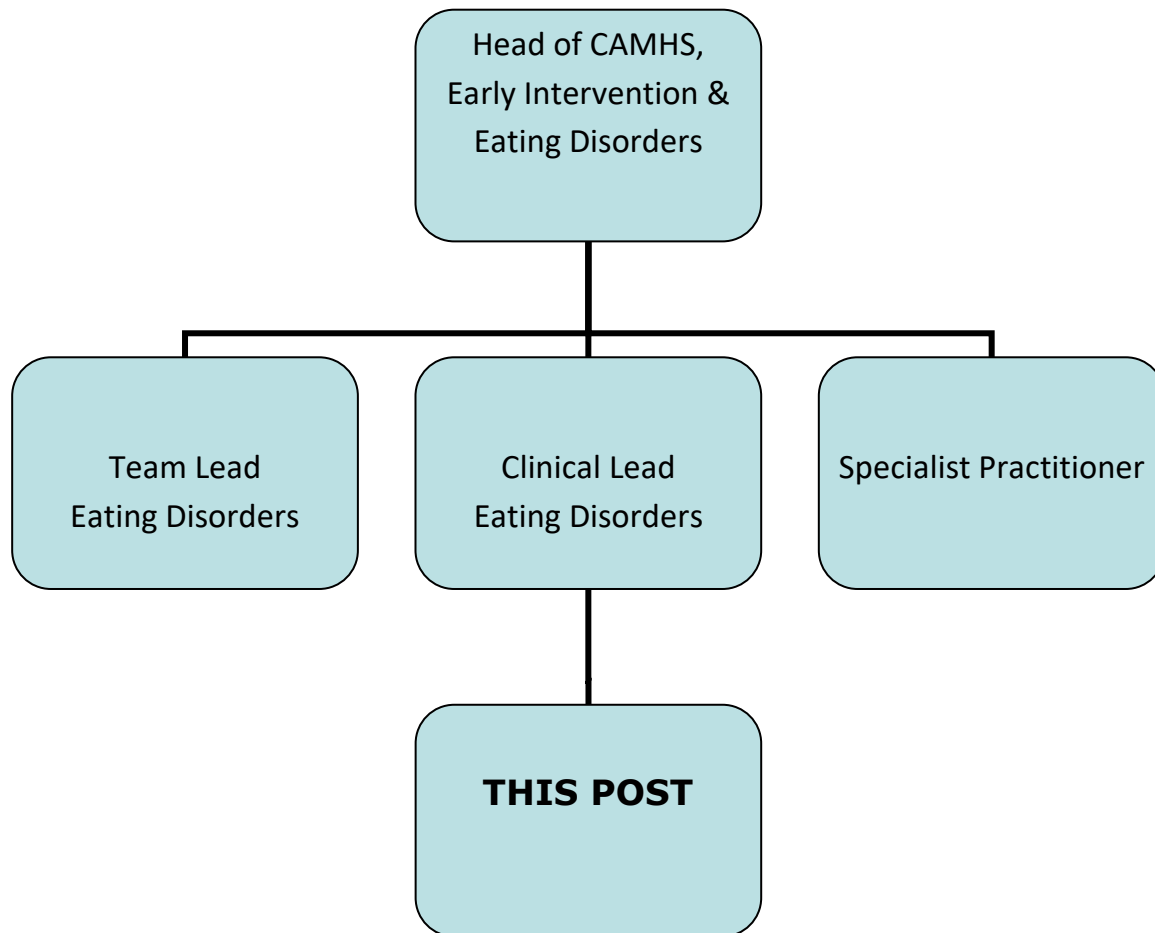 Head of CAMHS,
Early Intervention &
Eating Disorders
Team Lead
Eating Disorders
Clinical Lead
Eating Disorders
Specialist Practitioner
THIS POST